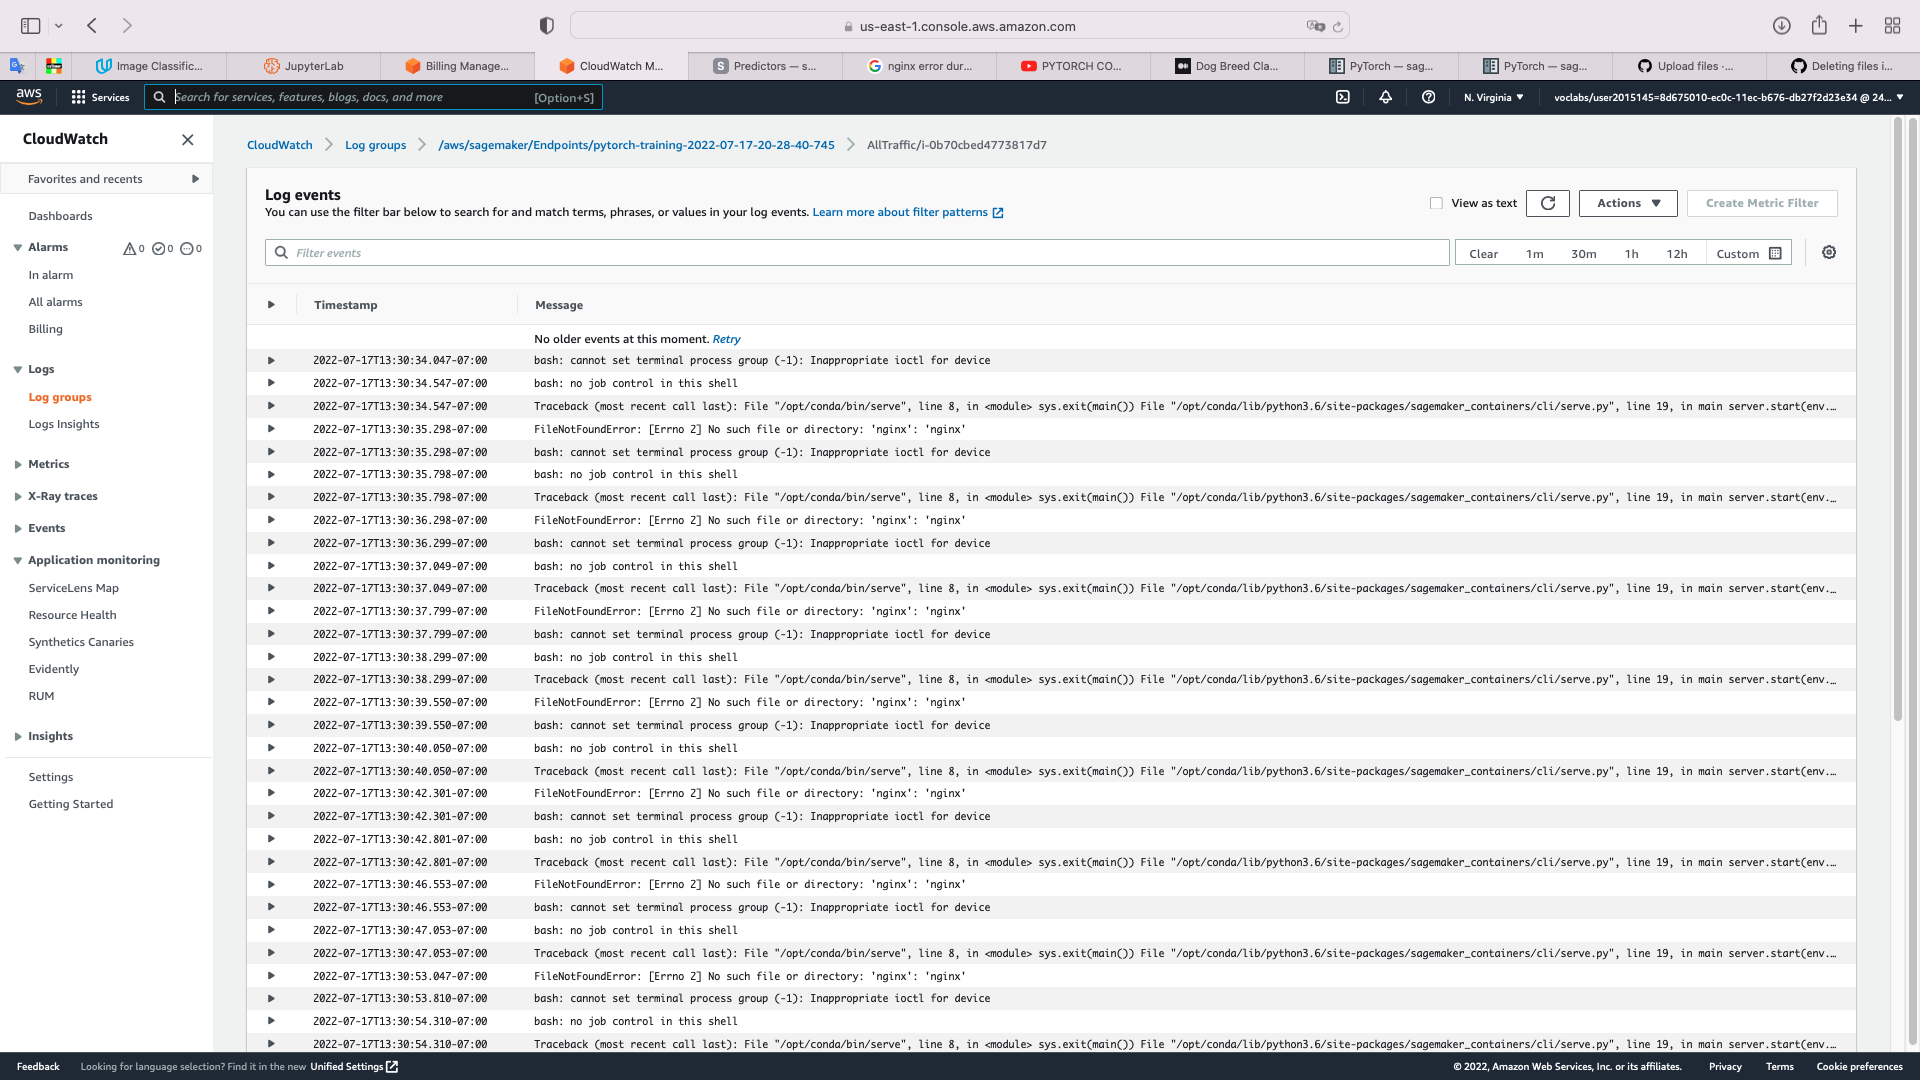 us-east-1.console.aws.amazon.com
Image Classific...
JupyterLab
Billing Manage...
CloudWatch M...
S Predictors — s...
nginx error dur...
PYTORCH CO...
Dog Breed Cla...
PyTorch — sag...
PyTorch — sag...
Upload files ·...
Deleting files i...
aws
Services
Search for services, features, blogs, docs, and more
[Option+S]
N. Virginia
voclabs/user2015145=8d675010-ec0c-11ec-b676-db27f2d23e34 @ 24...
CloudWatch
Favorites and recents
Dashboards
Alarms
0
0
0
In alarm
All alarms
Billing
Logs
Log groups
Logs Insights
Metrics
X-Ray traces
Events
Application monitoring
ServiceLens Map
Resource Health
Synthetics Canaries
Evidently
RUM
Insights
Settings
Getting Started
CloudWatch
Log groups
/aws/sagemaker/Endpoints/pytorch-training-2022-07-17-20-28-40-745
AllTraffic/i-0b70cbed4773817d7
Log events
You can use the filter bar below to search for and match terms, phrases, or values in your log events. Learn more about filter patterns
View as text
Actions
Create Metric Filter
Filter events
Clear
1m
30m
1h
12h
Custom
Timestamp
Message
No older events at this moment. Retry
2022-07-17T13:30:34.047-07:00 bash: cannot set terminal process group (-1): Inappropriate ioctl for device
2022-07-17T13:30:34.547-07:00 bash: no job control in this shell
2022-07-17T13:30:34.547-07:00 Traceback (most recent call last): File "/opt/conda/bin/serve", line 8, in <module> sys.exit(main()) File "/opt/conda/lib/python3.6/site-packages/sagemaker_containers/cli/serve.py", line 19, in main server.start(env.…
2022-07-17T13:30:35.298-07:00 FileNotFoundError: [Errno 2] No such file or directory: 'nginx': 'nginx'
2022-07-17T13:30:35.298-07:00 bash: cannot set terminal process group (-1): Inappropriate ioctl for device
2022-07-17T13:30:35.798-07:00 bash: no job control in this shell
2022-07-17T13:30:35.798-07:00 Traceback (most recent call last): File "/opt/conda/bin/serve", line 8, in <module> sys.exit(main()) File "/opt/conda/lib/python3.6/site-packages/sagemaker_containers/cli/serve.py", line 19, in main server.start(env.…
2022-07-17T13:30:36.298-07:00 FileNotFoundError: [Errno 2] No such file or directory: 'nginx': 'nginx'
2022-07-17T13:30:36.299-07:00 bash: cannot set terminal process group (-1): Inappropriate ioctl for device
2022-07-17T13:30:37.049-07:00 bash: no job control in this shell
2022-07-17T13:30:37.049-07:00 Traceback (most recent call last): File "/opt/conda/bin/serve", line 8, in <module> sys.exit(main()) File "/opt/conda/lib/python3.6/site-packages/sagemaker_containers/cli/serve.py", line 19, in main server.start(env.…
2022-07-17T13:30:37.799-07:00 FileNotFoundError: [Errno 2] No such file or directory: 'nginx': 'nginx'
2022-07-17T13:30:37.799-07:00 bash: cannot set terminal process group (-1): Inappropriate ioctl for device
2022-07-17T13:30:38.299-07:00 bash: no job control in this shell
2022-07-17T13:30:38.299-07:00 Traceback (most recent call last): File "/opt/conda/bin/serve", line 8, in <module> sys.exit(main()) File "/opt/conda/lib/python3.6/site-packages/sagemaker_containers/cli/serve.py", line 19, in main server.start(env.…
2022-07-17T13:30:39.550-07:00 FileNotFoundError: [Errno 2] No such file or directory: 'nginx': 'nginx'
2022-07-17T13:30:39.550-07:00 bash: cannot set terminal process group (-1): Inappropriate ioctl for device
2022-07-17T13:30:40.050-07:00 bash: no job control in this shell
2022-07-17T13:30:40.050-07:00 Traceback (most recent call last): File "/opt/conda/bin/serve", line 8, in <module> sys.exit(main()) File "/opt/conda/lib/python3.6/site-packages/sagemaker_containers/cli/serve.py", line 19, in main server.start(env.…
2022-07-17T13:30:42.301-07:00 FileNotFoundError: [Errno 2] No such file or directory: 'nginx': 'nginx'
2022-07-17T13:30:42.301-07:00 bash: cannot set terminal process group (-1): Inappropriate ioctl for device
2022-07-17T13:30:42.801-07:00 bash: no job control in this shell
2022-07-17T13:30:42.801-07:00 Traceback (most recent call last): File "/opt/conda/bin/serve", line 8, in <module> sys.exit(main()) File "/opt/conda/lib/python3.6/site-packages/sagemaker_containers/cli/serve.py", line 19, in main server.start(env.…
2022-07-17T13:30:46.553-07:00 FileNotFoundError: [Errno 2] No such file or directory: 'nginx': 'nginx'
2022-07-17T13:30:46.553-07:00 bash: cannot set terminal process group (-1): Inappropriate ioctl for device
2022-07-17T13:30:47.053-07:00 bash: no job control in this shell
2022-07-17T13:30:47.053-07:00 Traceback (most recent call last): File "/opt/conda/bin/serve", line 8, in <module> sys.exit(main()) File "/opt/conda/lib/python3.6/site-packages/sagemaker_containers/cli/serve.py", line 19, in main server.start(env.…
2022-07-17T13:30:53.047-07:00 FileNotFoundError: [Errno 2] No such file or directory: 'nginx': 'nginx'
2022-07-17T13:30:53.810-07:00 bash: cannot set terminal process group (-1): Inappropriate ioctl for device
2022-07-17T13:30:54.310-07:00 bash: no job control in this shell
2022-07-17T13:30:54.310-07:00 Traceback (most recent call last): File "/opt/conda/bin/serve", line 8, in <module> sys.exit(main()) File "/opt/conda/lib/python3.6/site-packages/sagemaker_containers/cli/serve.py", line 19, in main server.start(env.…
Feedback
Looking for language selection? Find it in the new Unified Settings
© 2022, Amazon Web Services, Inc. or its affiliates.
Privacy
Terms
Cookie preferences